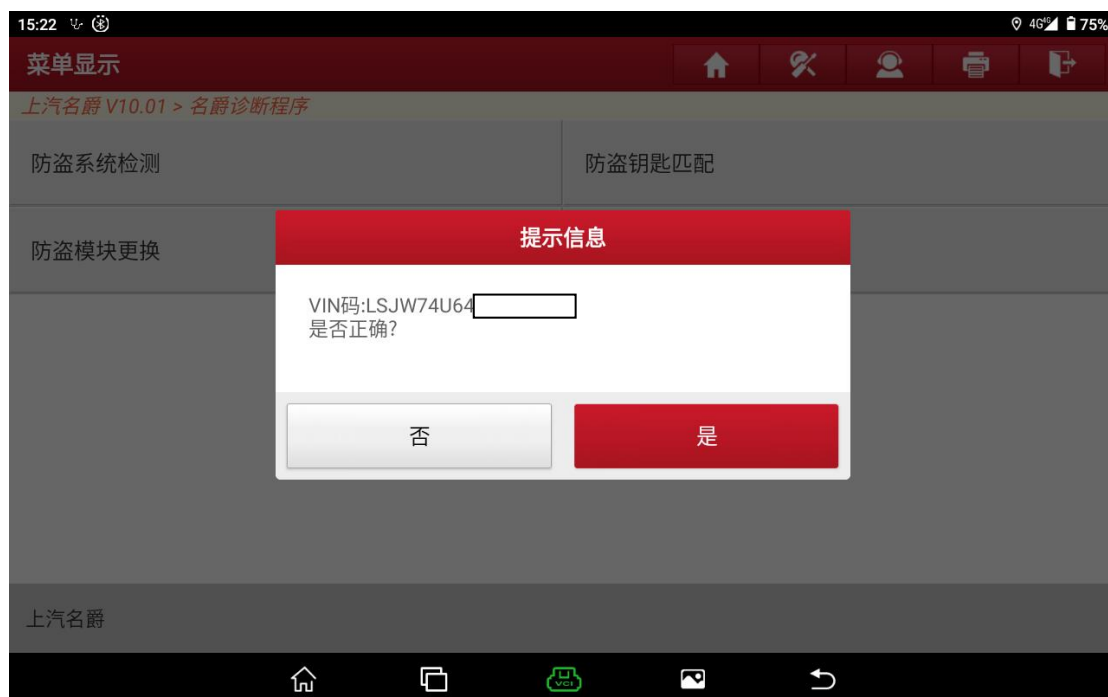 15:22
4G 75%
菜单显示
上汽名爵 V10.01 > 名爵诊断程序
防盗系统检测
防盗钥匙匹配
防盗模块更换
提示信息
VIN码:LSJW74U64
是否正确?
否
是
上汽名爵
VCI